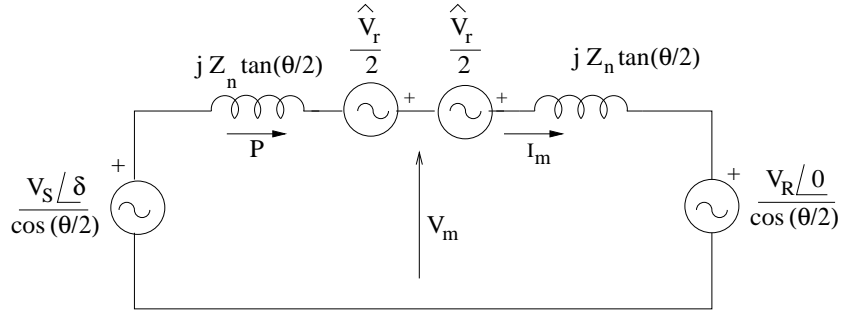 V̂_r/2
V̂_r/2
j Z_n tan(θ/2)
j Z_n tan(θ/2)
- + - +
P
I_m
+
+
V_S∠δ / cos (θ/2)
V_R∠0 / cos (θ/2)
V_m